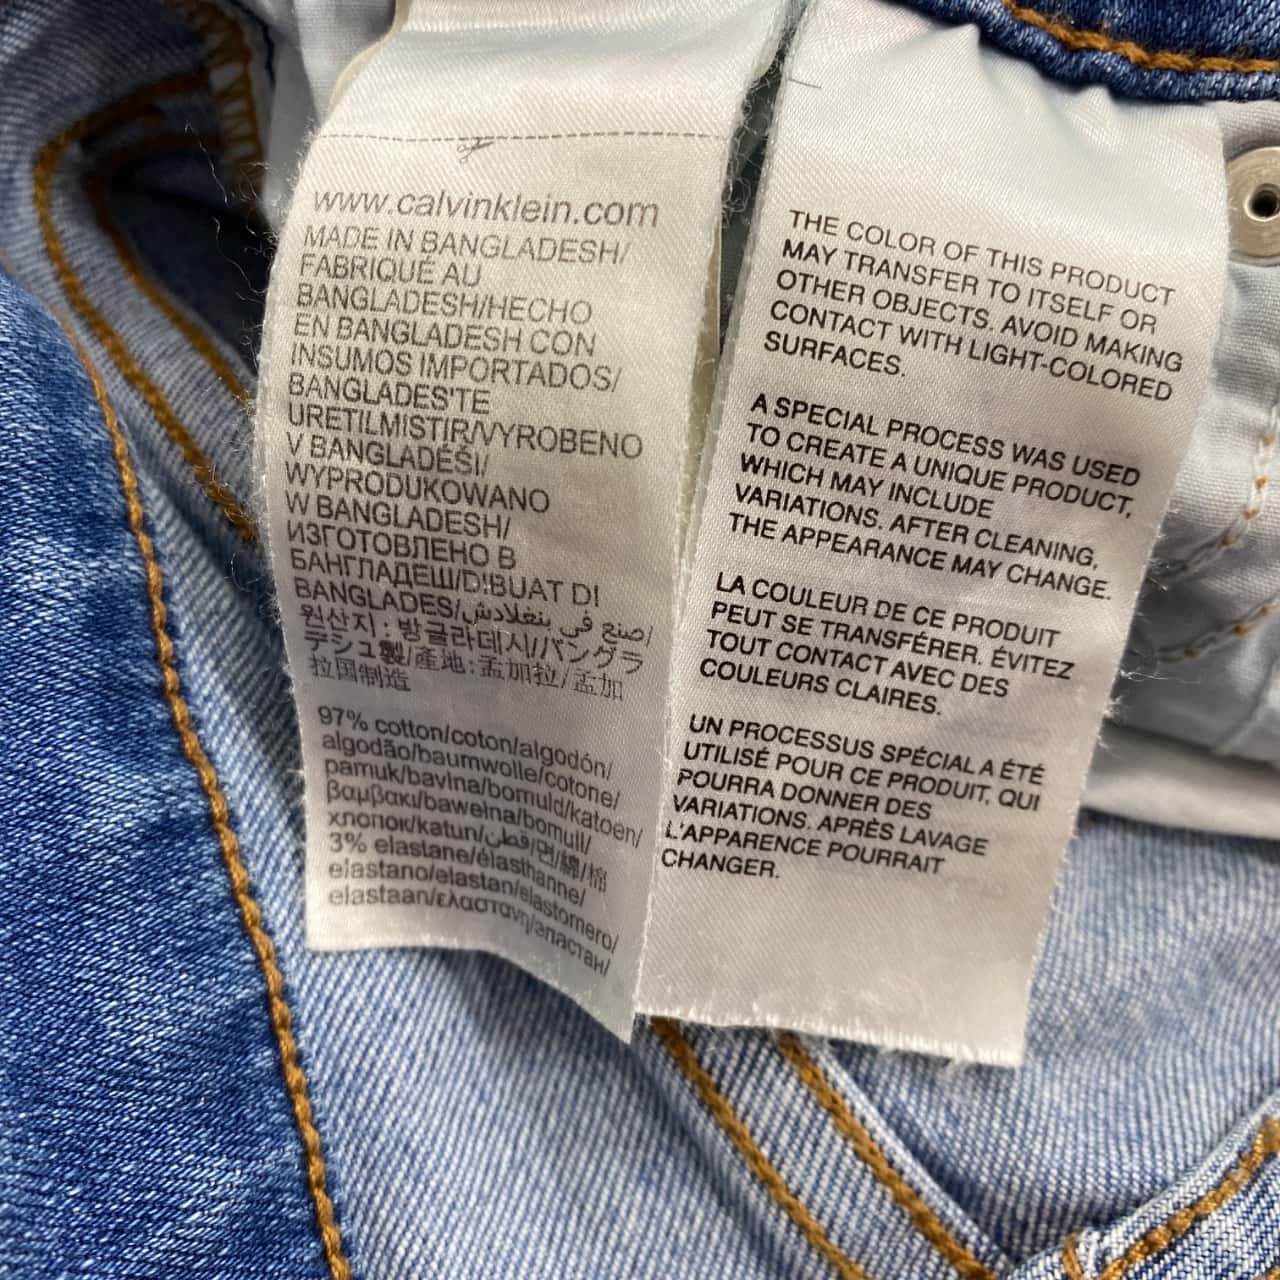 www.calvinklein.com
MADE IN BANGLADESH/
FABRIQUÉ AU
BANGLADESH/HECHO
EN BANGLADESH CON
INSUMOS IMPORTADOS/
BANGLADES'TE
URETILMISTIR/VYROBENO
V BANGLADÉŠI/
WYPRODUKOWANO
W BANGLADESH/
ИЗГОТОВЛЕНО В
БАНГЛАДЕШ/DIBUAT DI
BANGLADES/صنع في بنغلادش/
원산지 : 방글라데시/バングラ
デシュ製/產地:孟加拉/孟加
拉国制造
97% cotton/coton/algodón/
algodão/baumwolle/cotone/
pamuk/bavlna/bomuld/katoen/
βαμβακι/bawełna/bomull/
хлопок/katun/قطن/면/綿/棉
3% elastane/élasthanne/
elastano/elastan/elastomero/
elastaan/ελαστανη/эластан/
THE COLOR OF THIS PRODUCT
MAY TRANSFER TO ITSELF OR
OTHER OBJECTS. AVOID MAKING
CONTACT WITH LIGHT-COLORED
SURFACES.
A SPECIAL PROCESS WAS USED
TO CREATE A UNIQUE PRODUCT,
WHICH MAY INCLUDE
VARIATIONS. AFTER CLEANING,
THE APPEARANCE MAY CHANGE.
LA COULEUR DE CE PRODUIT
PEUT SE TRANSFÉRER. ÉVITEZ
TOUT CONTACT AVEC DES
COULEURS CLAIRES.
UN PROCESSUS SPÉCIAL A ÉTÉ
UTILISÉ POUR CE PRODUIT, QUI
POURRA DONNER DES
VARIATIONS. APRÈS LAVAGE
L'APPARENCE POURRAIT
CHANGER.